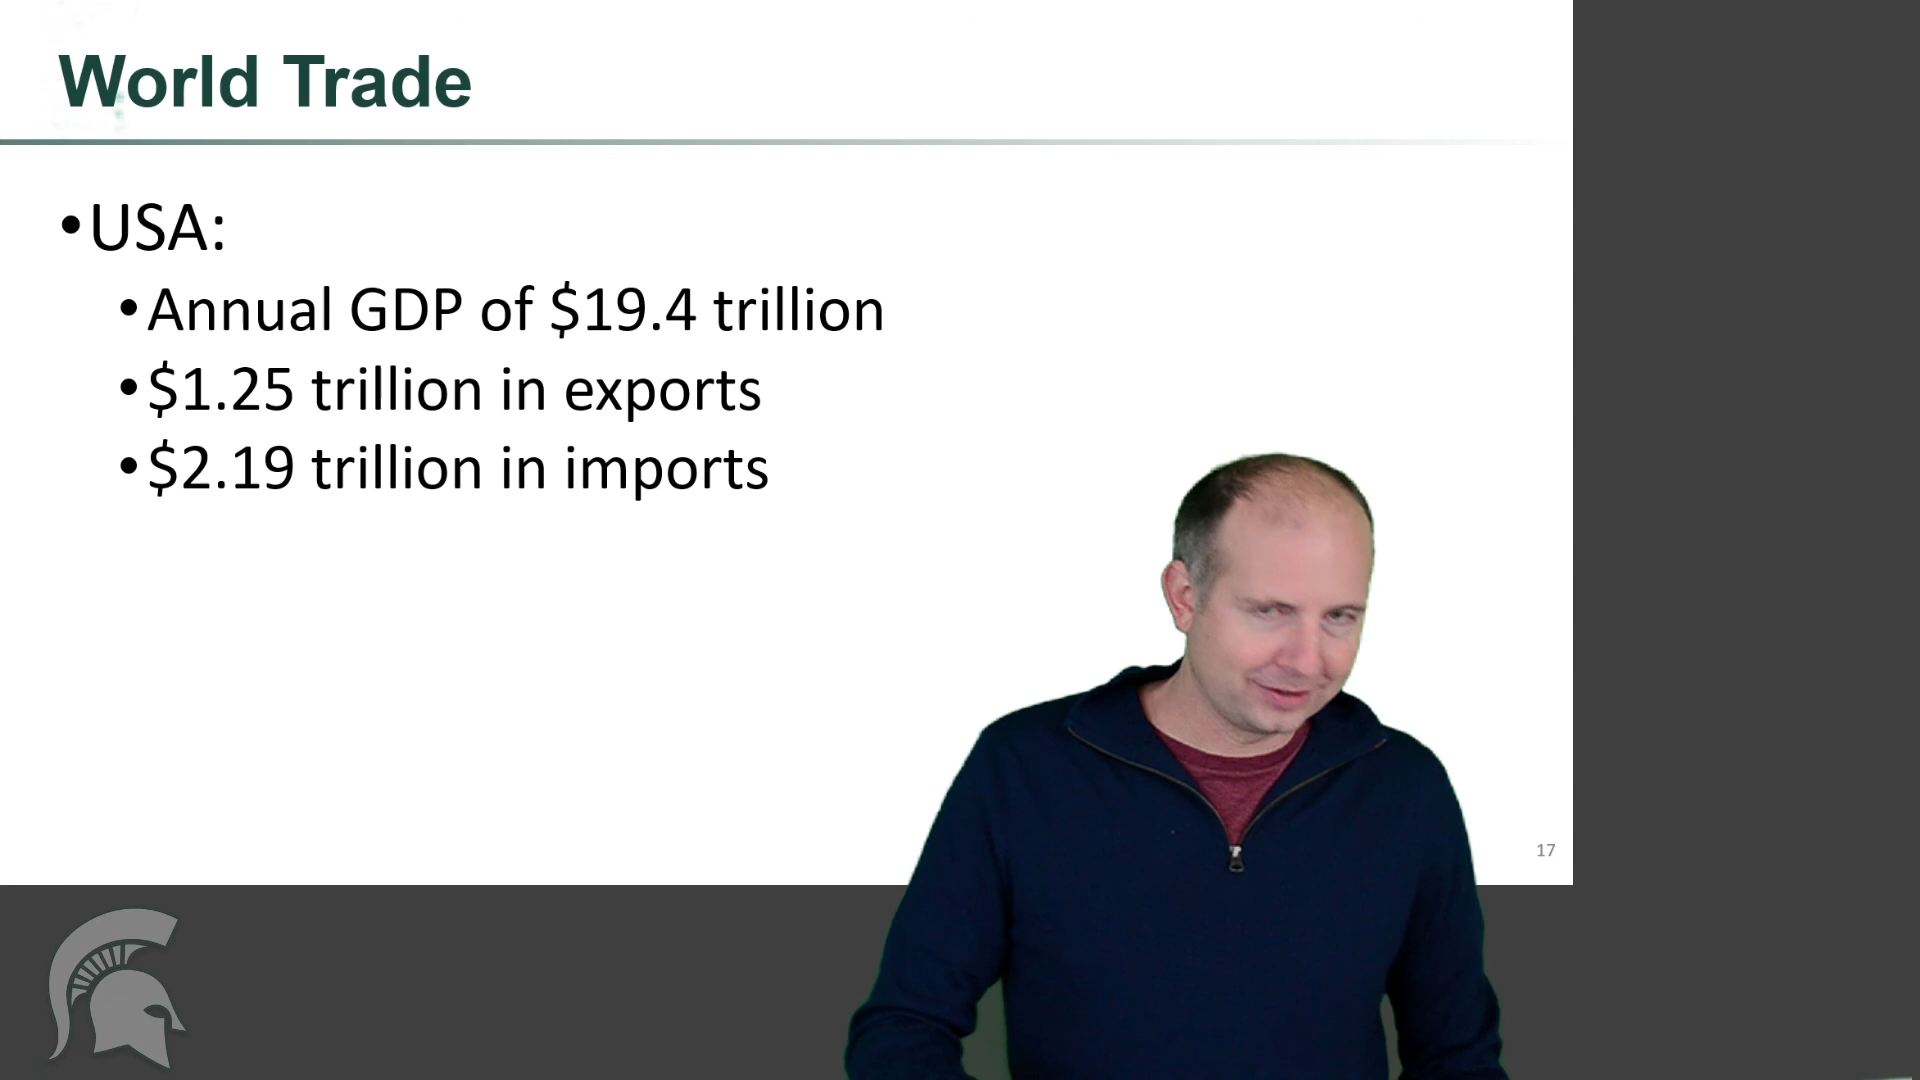 World Trade
•USA:
•Annual GDP of $19.4 trillion
•$1.25 trillion in exports
•$2.19 trillion in imports
17